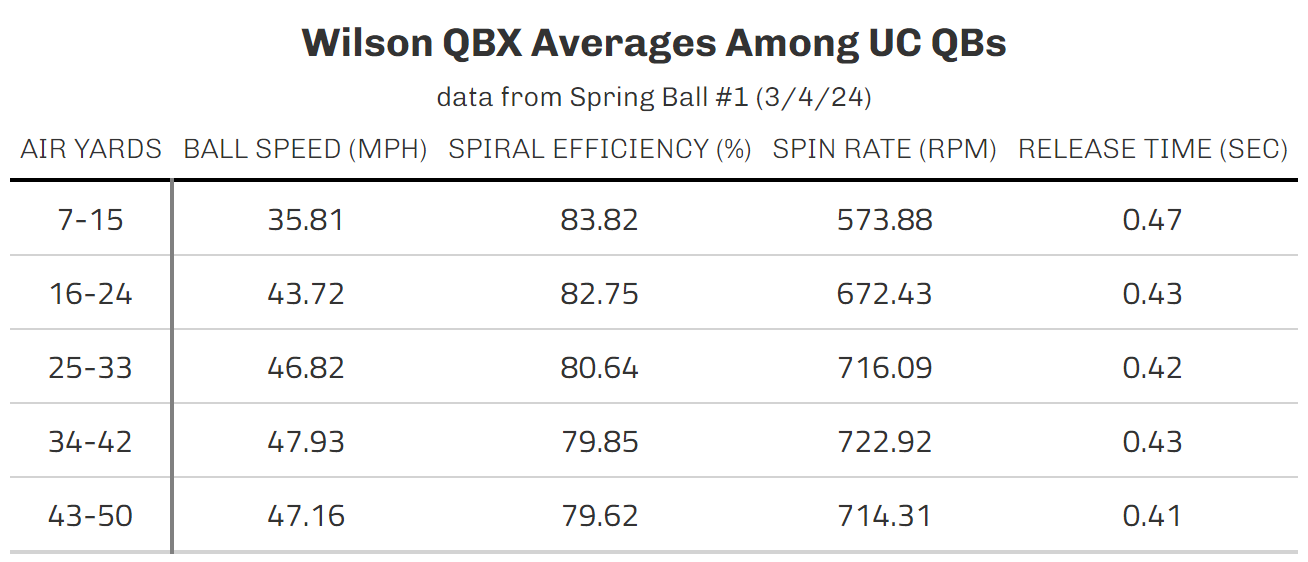 Wilson QBX Averages Among UC QBs
data from Spring Ball #1 (3/4/24)
AIR YARDS BALL SPEED (MPH) SPIRAL EFFICIENCY (%) SPIN RATE (RPM) RELEASE TIME (SEC)
7-15 35.81 83.82 573.88 0.47
16-24 43.72 82.75 672.43 0.43
25-33 46.82 80.64 716.09 0.42
34-42 47.93 79.85 722.92 0.43
43-50 47.16 79.62 714.31 0.41